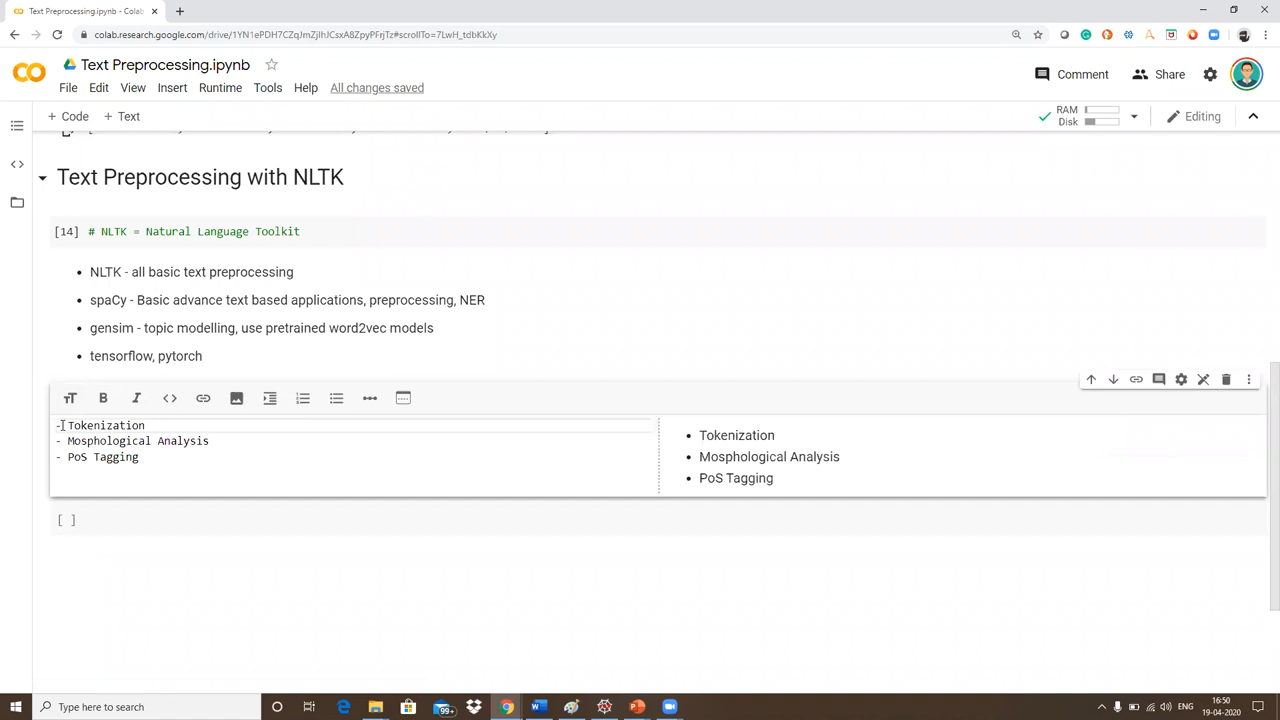 Text Preprocessing.ipynb - Colab
colab.research.google.com/drive/1YN1ePDH7CZqJmZjIhJCsxA8ZpyPFrjTz#scrollTo=7LwH_tdbKkXy
Text Preprocessing.ipynb
Comment
Share
File Edit View Insert Runtime Tools Help All changes saved
+ Code + Text
RAM
Disk
Editing
Text Preprocessing with NLTK
[14] # NLTK = Natural Language Toolkit
• NLTK - all basic text preprocessing
• spaCy - Basic advance text based applications, preprocessing, NER
• gensim - topic modelling, use pretrained word2vec models
• tensorflow, pytorch
- Tokenization
- Mosphological Analysis
- PoS Tagging
• Tokenization
• Mosphological Analysis
• PoS Tagging
[ ]
Type here to search
99+
ENG
16:50
19-04-2020